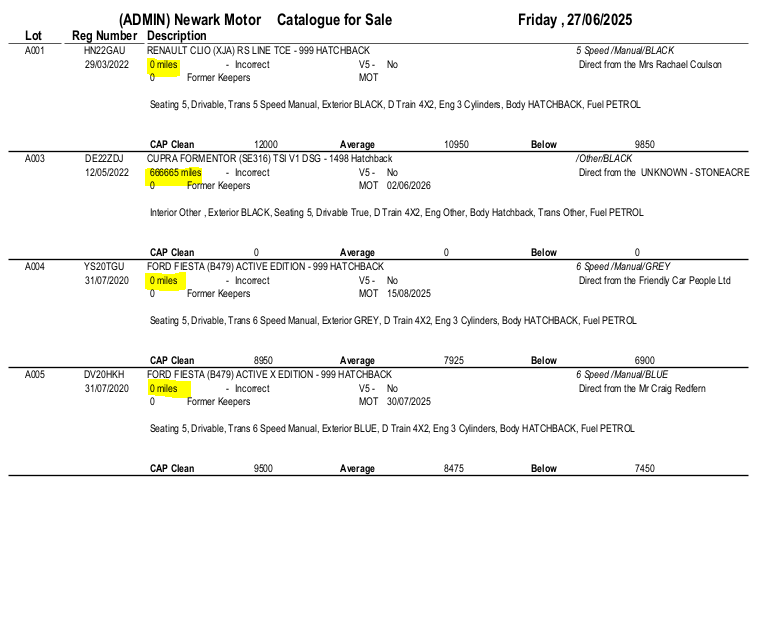 (ADMIN) Newark Motor Catalogue for Sale Friday , 27/06/2025
Lot Reg Number Description
A001 HN22GAU RENAULT CLIO (XJA) RS LINE TCE - 999 HATCHBACK 5 Speed /Manual/BLACK
29/03/2022 0 miles - Incorrect V5 - No Direct from the Mrs Rachael Coulson
0 Former Keepers MOT
Seating 5, Drivable, Trans 5 Speed Manual, Exterior BLACK, D Train 4X2, Eng 3 Cylinders, Body HATCHBACK, Fuel PETROL
CAP Clean 12000 Average 10950 Below 9850
A003 DE22ZDJ CUPRA FORMENTOR (SE316) TSI V1 DSG - 1498 Hatchback /Other/BLACK
12/05/2022 666665 miles - Incorrect V5 - No Direct from the UNKNOWN - STONEACRE
0 Former Keepers MOT 02/06/2026
Interior Other , Exterior BLACK, Seating 5, Drivable True, D Train 4X2, Eng Other, Body Hatchback, Trans Other, Fuel PETROL
CAP Clean 0 Average 0 Below 0
A004 YS20TGU FORD FIESTA (B479) ACTIVE EDITION - 999 HATCHBACK 6 Speed /Manual/GREY
31/07/2020 0 miles - Incorrect V5 - No Direct from the Friendly Car People Ltd
0 Former Keepers MOT 15/08/2025
Seating 5, Drivable, Trans 6 Speed Manual, Exterior GREY, D Train 4X2, Eng 3 Cylinders, Body HATCHBACK, Fuel PETROL
CAP Clean 8950 Average 7925 Below 6900
A005 DV20HKH FORD FIESTA (B479) ACTIVE X EDITION - 999 HATCHBACK 6 Speed /Manual/BLUE
31/07/2020 0 miles - Incorrect V5 - No Direct from the Mr Craig Redfern
0 Former Keepers MOT 30/07/2025
Seating 5, Drivable, Trans 6 Speed Manual, Exterior BLUE, D Train 4X2, Eng 3 Cylinders, Body HATCHBACK, Fuel PETROL
CAP Clean 9500 Average 8475 Below 7450